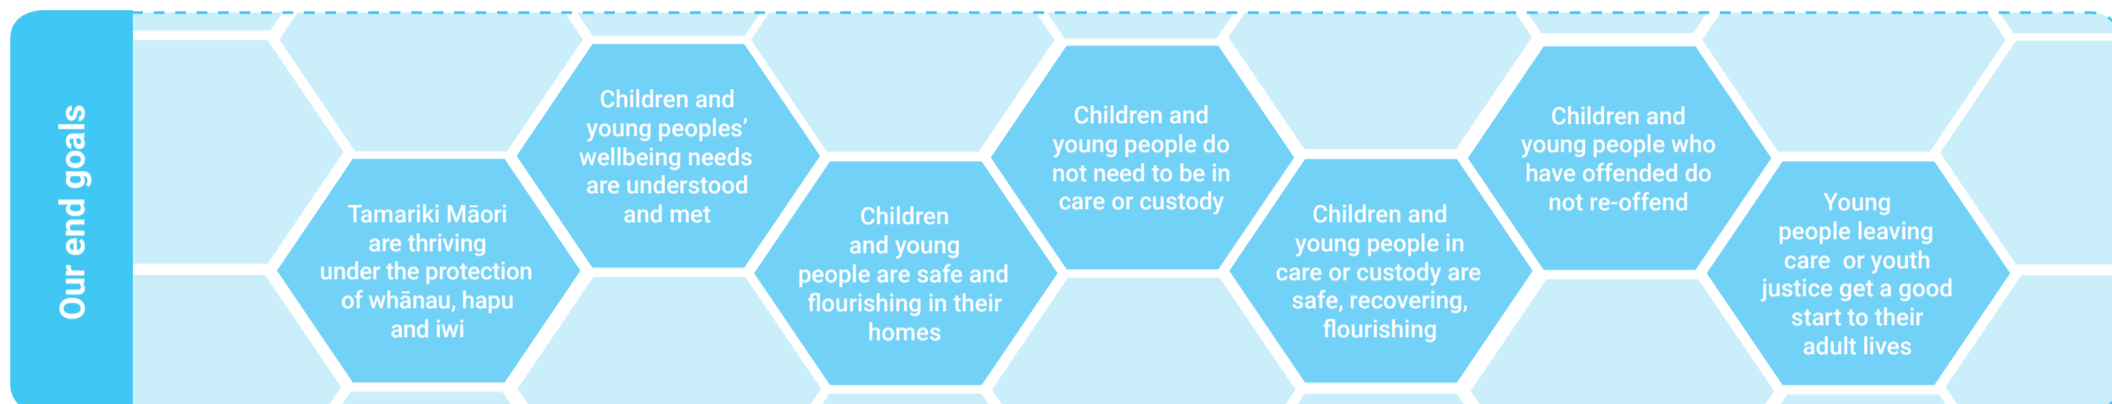 Our end goals
Tamariki Māori
are thriving
under the protection
of whānau, hapu
and iwi
Children and
young peoples’
wellbeing needs
are understood
and met
Children
and young
people are safe and
flourishing in their
homes
Children and
young people do
not need to be in
care or custody
Children and
young people in
care or custody are
safe, recovering,
flourishing
Children and
young people who
have offended do
not re-offend
Young
people leaving
care or youth
justice get a good
start to their
adult lives